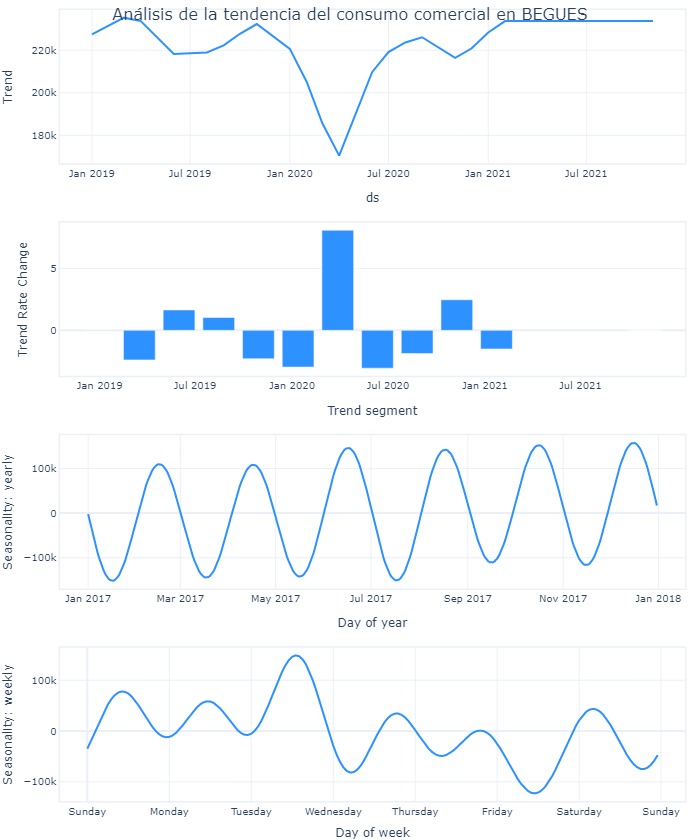 Análisis de la tendencia del consumo comercial en BEGUES
Trend
220k
200k
180k
Jan 2019 Jul 2019 Jan 2020 Jul 2020 Jan 2021 Jul 2021
ds
Trend Rate Change
5
0
Jan 2019 Jul 2019 Jan 2020 Jul 2020 Jan 2021 Jul 2021
Trend segment
Seasonality: yearly
100k
0
−100k
Jan 2017 Mar 2017 May 2017 Jul 2017 Sep 2017 Nov 2017 Jan 2018
Day of year
Seasonality: weekly
100k
0
−100k
Sunday Monday Tuesday Wednesday Thursday Friday Saturday Sunday
Day of week